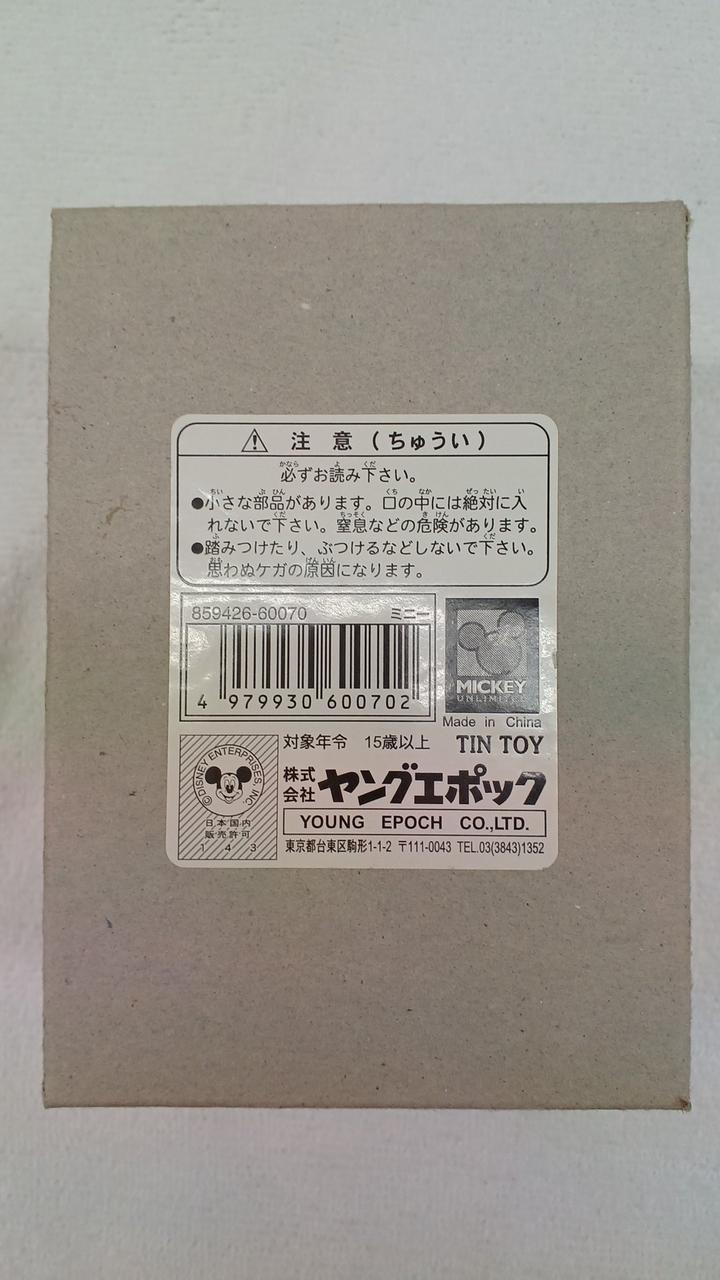 注意(ちゅうい)
必ずお読み下さい。
●小さな部品があります。口の中には絶対に入
れないで下さい。窒息などの危険があります。
●踏みつけたり、ぶつけるなどしないで下さい。
思わぬケガの原因になります。
859426-60070 ミニー
4 979930 600702
MICKEY
UNLIMITED
Made in China
対象年令 15歳以上 TIN TOY
©DISNEY ENTERPRISES, INC.
日本国内
販売許可
1 4 3
株式会社 ヤングエポック
YOUNG EPOCH CO.,LTD.
東京都台東区駒形1-1-2 〒111-0043 TEL.03(3843)1352